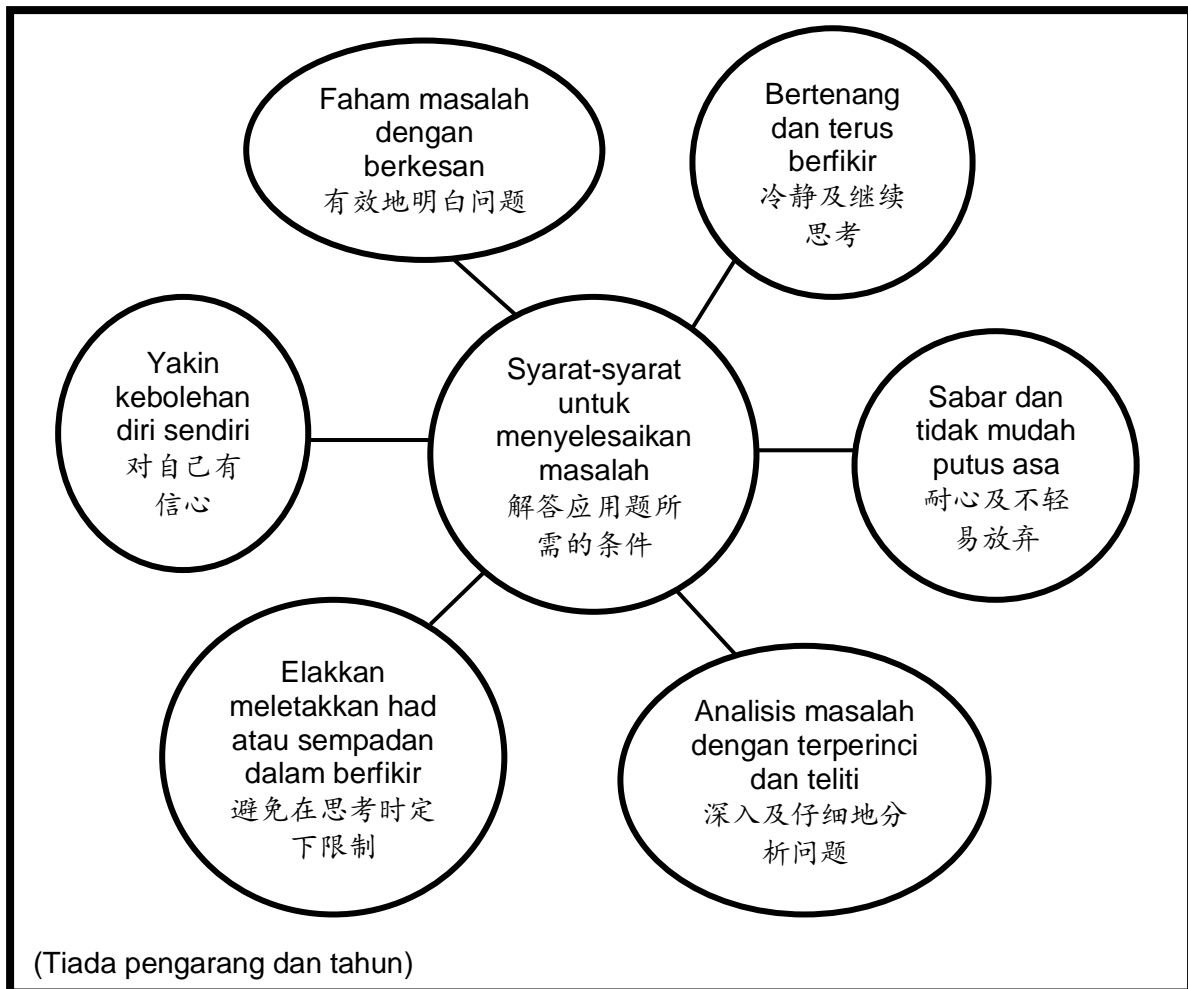 Faham masalah
dengan
berkesan
有效地明白问题
Bertenang
dan terus
berfikir
冷静及继续
思考
Yakin
kebolehan
diri sendiri
对自己有
信心
Syarat-syarat
untuk
menyelesaikan
masalah
解答应用题所
需的条件
Sabar dan
tidak mudah
putus asa
耐心及不轻
易放弃
Elakkan
meletakkan had
atau sempadan
dalam berfikir
避免在思考时定
下限制
Analisis masalah
dengan terperinci
dan teliti
深入及仔细地分
析问题
(Tiada pengarang dan tahun)